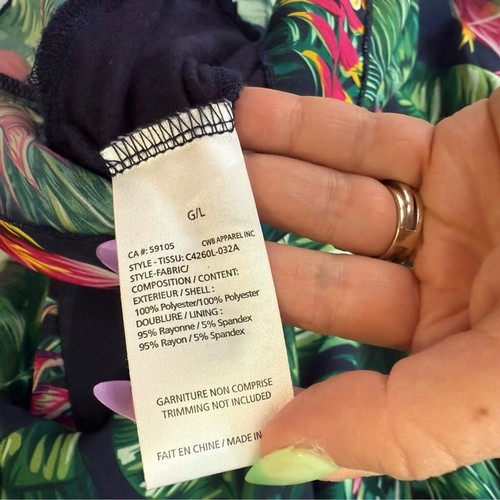 G/L
CA #: 59105 CWB APPAREL INC
STYLE - TISSU: C4260L-032A
STYLE-FABRIC/
COMPOSITION / CONTENT:
EXTERIEUR / SHELL :
100% Polyester/100% Polyester
DOUBLURE / LINING :
95% Rayonne / 5% Spandex
95% Rayon / 5% Spandex
GARNITURE NON COMPRISE
TRIMMING NOT INCLUDED
FAIT EN CHINE / MADE IN